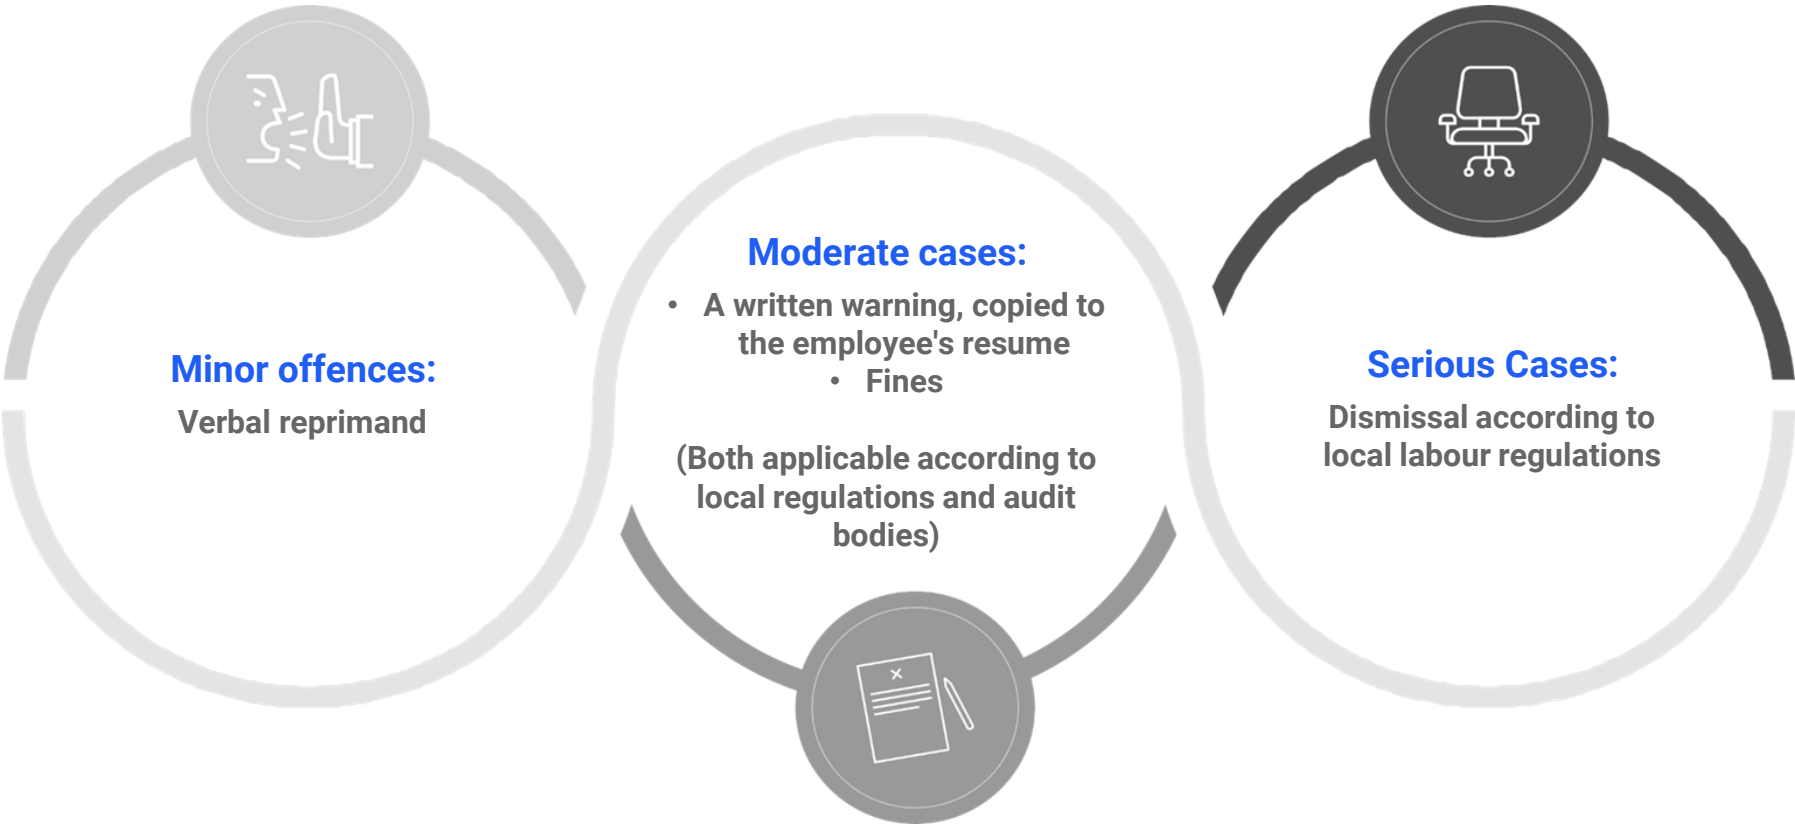 Minor offences:
Verbal reprimand
Moderate cases:
• A written warning, copied to
the employee's resume
• Fines
(Both applicable according to
local regulations and audit
bodies)
Serious Cases:
Dismissal according to
local labour regulations